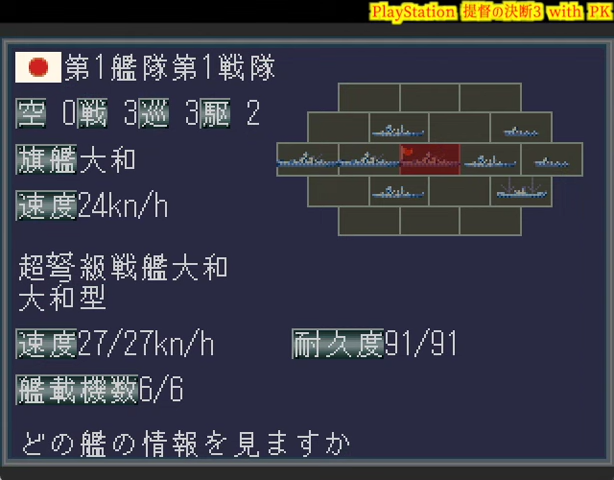 PlayStation 提督の決断3 with PK
第1艦隊第1戦隊
空 0戦 3巡 3駆 2
旗艦大和
速度24kn/h
超弩級戦艦大和
大和型
速度27/27kn/h 耐久度91/91
艦載機数6/6
どの艦の情報を見ますか